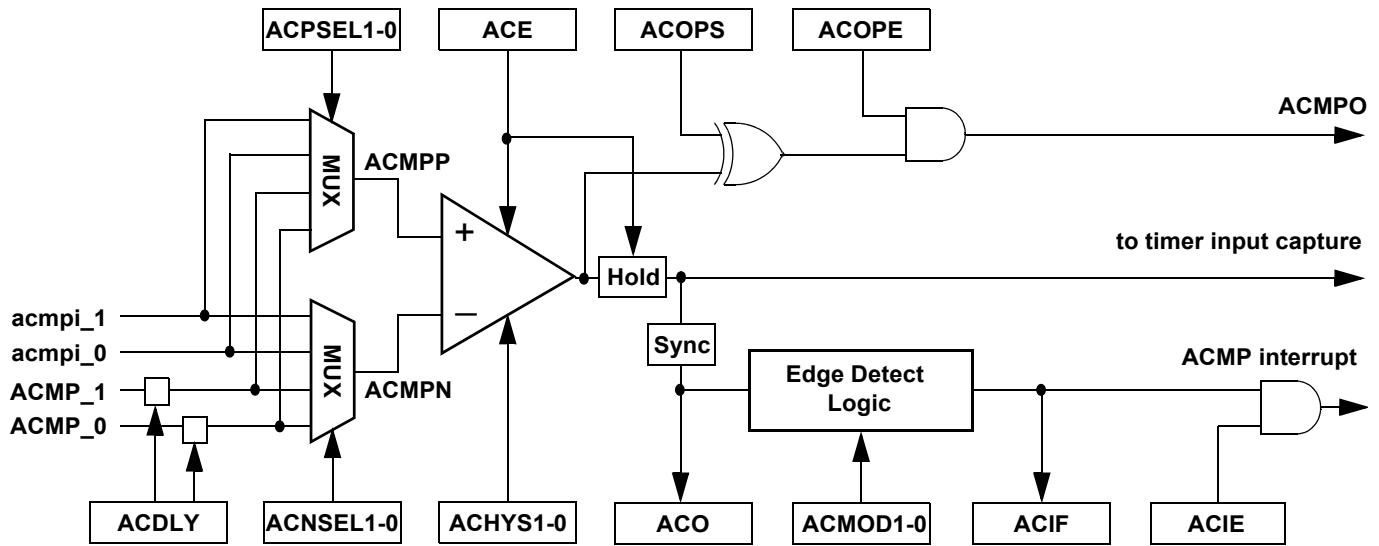 ACPSEL1-0
ACE
ACOPS
ACOPE
ACMPO
MUX
ACMPP
+
to timer input capture
Hold
acmpi_1
acmpi_0
ACMP_1
ACMP_0
MUX
ACMPN
−
Sync
Edge Detect
Logic
ACMP interrupt
ACDLY
ACNSEL1-0
ACHYS1-0
ACO
ACMOD1-0
ACIF
ACIE